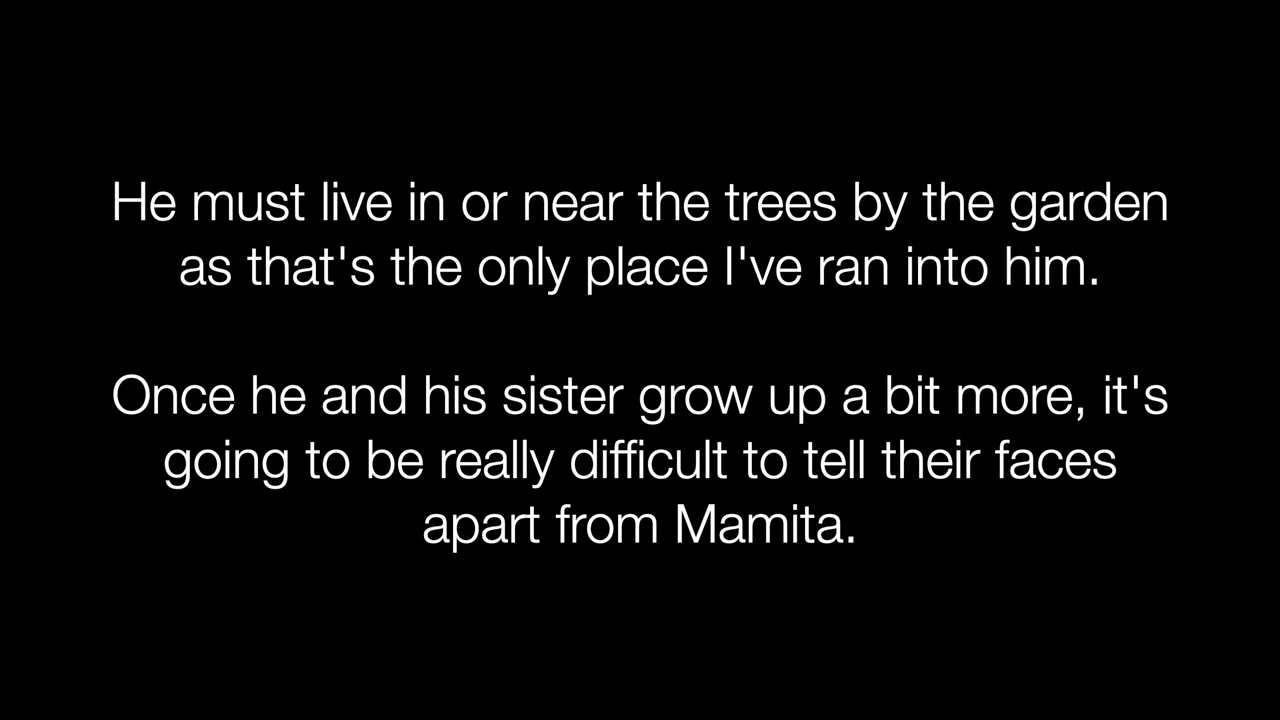 He must live in or near the trees by the garden
as that's the only place I've ran into him.
Once he and his sister grow up a bit more, it's
going to be really difficult to tell their faces
apart from Mamita.